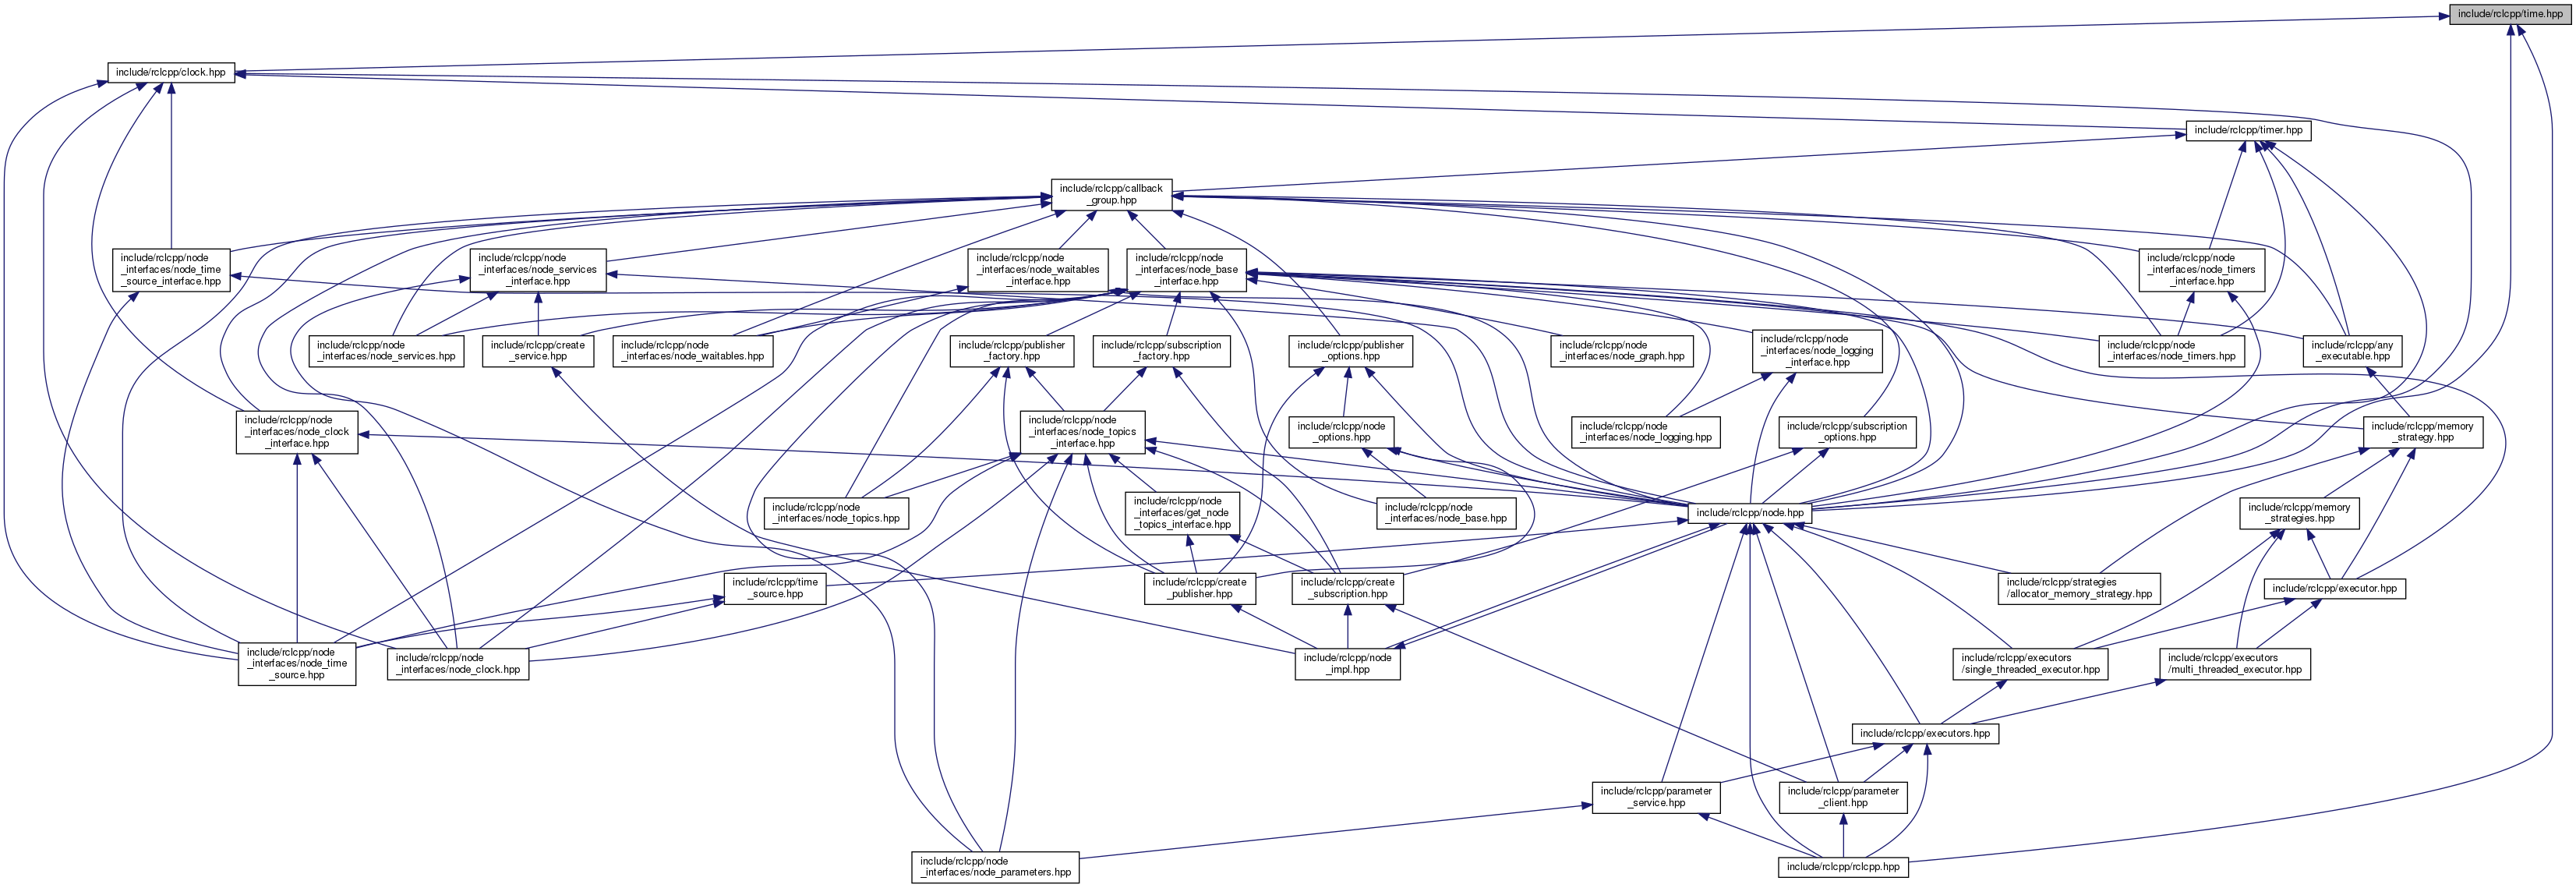 include/rclcpp/time.hpp
include/rclcpp/clock.hpp
include/rclcpp/timer.hpp
include/rclcpp/callback
_group.hpp
include/rclcpp/node
_interfaces/node_time
_source_interface.hpp
include/rclcpp/node
_interfaces/node_services
_interface.hpp
include/rclcpp/node
_interfaces/node_waitables
_interface.hpp
include/rclcpp/node
_interfaces/node_base
_interface.hpp
include/rclcpp/node
_interfaces/node_timers
_interface.hpp
include/rclcpp/node
_interfaces/node_services.hpp
include/rclcpp/create
_service.hpp
include/rclcpp/node
_interfaces/node_waitables.hpp
include/rclcpp/publisher
_factory.hpp
include/rclcpp/subscription
_factory.hpp
include/rclcpp/publisher
_options.hpp
include/rclcpp/node
_interfaces/node_graph.hpp
include/rclcpp/node
_interfaces/node_logging
_interface.hpp
include/rclcpp/node
_interfaces/node_timers.hpp
include/rclcpp/any
_executable.hpp
include/rclcpp/node
_interfaces/node_clock
_interface.hpp
include/rclcpp/node
_interfaces/node_topics
_interface.hpp
include/rclcpp/node
_options.hpp
include/rclcpp/node
_interfaces/node_logging.hpp
include/rclcpp/subscription
_options.hpp
include/rclcpp/memory
_strategy.hpp
include/rclcpp/node
_interfaces/node_topics.hpp
include/rclcpp/node
_interfaces/get_node
_topics_interface.hpp
include/rclcpp/node
_interfaces/node_base.hpp
include/rclcpp/node.hpp
include/rclcpp/memory
_strategies.hpp
include/rclcpp/time
_source.hpp
include/rclcpp/create
_publisher.hpp
include/rclcpp/create
_subscription.hpp
include/rclcpp/strategies
/allocator_memory_strategy.hpp
include/rclcpp/executor.hpp
include/rclcpp/node
_interfaces/node_time
_source.hpp
include/rclcpp/node
_interfaces/node_clock.hpp
include/rclcpp/node
_impl.hpp
include/rclcpp/executors
/single_threaded_executor.hpp
include/rclcpp/executors
/multi_threaded_executor.hpp
include/rclcpp/executors.hpp
include/rclcpp/parameter
_service.hpp
include/rclcpp/parameter
_client.hpp
include/rclcpp/node
_interfaces/node_parameters.hpp
include/rclcpp/rclcpp.hpp